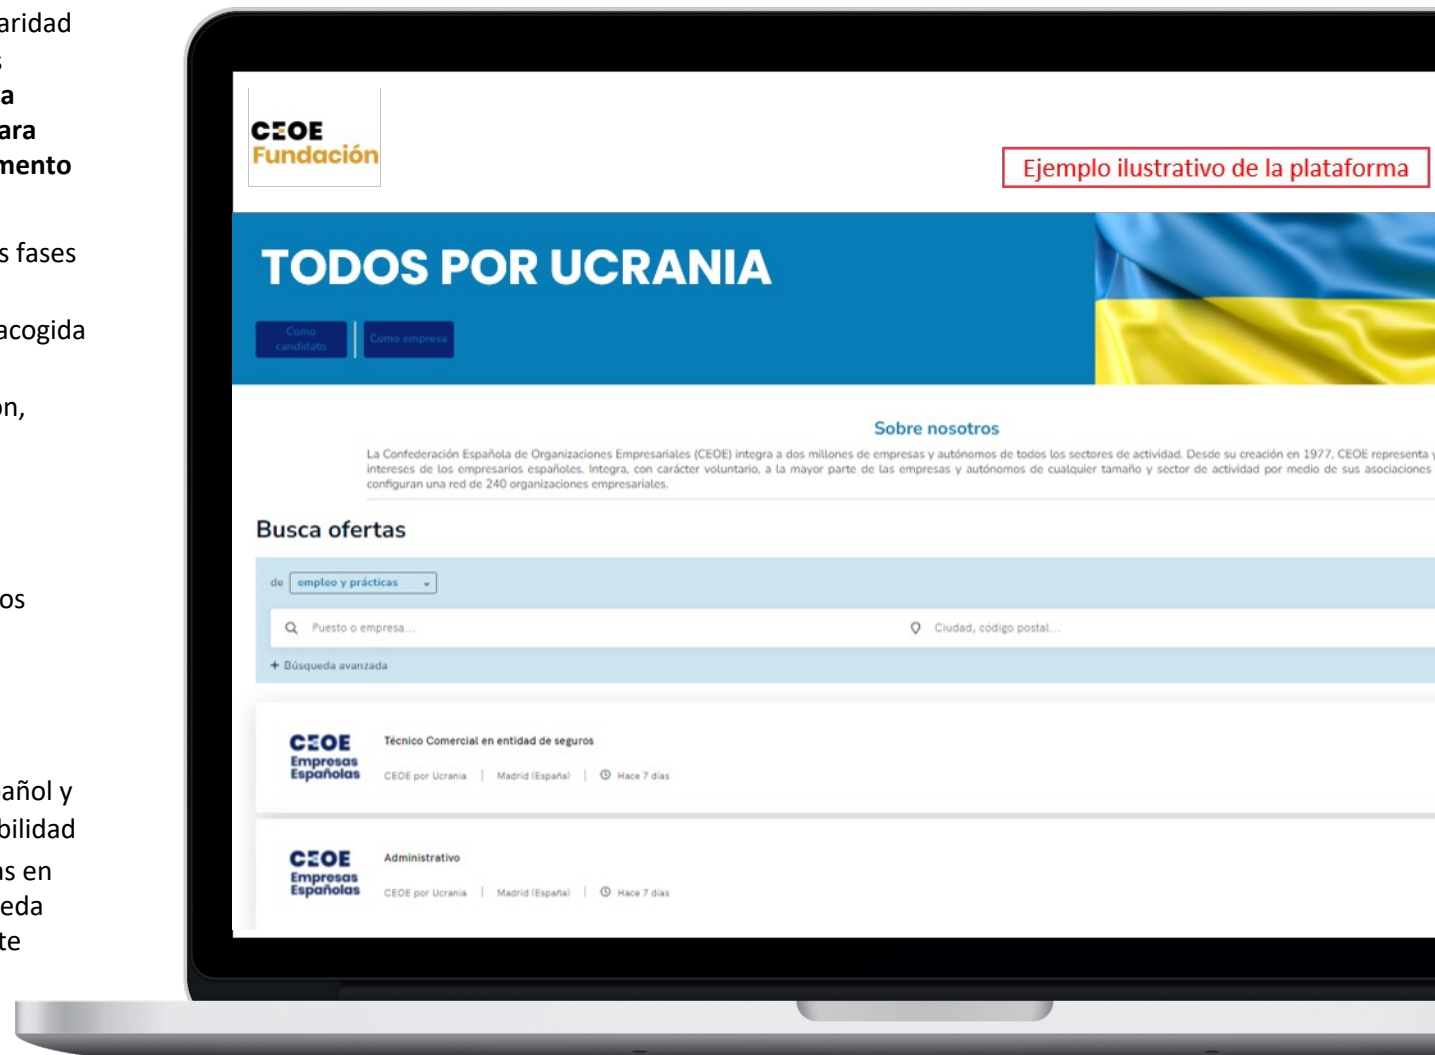 aridad
s
a
ara
mento
s fases
acogida
ón,
os
añol y
bilidad
as en
eda
te
CEOE
Fundación
Ejemplo ilustrativo de la plataforma
TODOS POR UCRANIA
Como
candidato
Como empresa
Sobre nosotros
La Confederación Española de Organizaciones Empresariales (CEOE) integra a dos millones de empresas y autónomos de todos los sectores de actividad. Desde su creación en 1977, CEOE representa y
intereses de los empresarios españoles. Integra, con carácter voluntario, a la mayor parte de las empresas y autónomos de cualquier tamaño y sector de actividad por medio de sus asociaciones
configuran una red de 240 organizaciones empresariales.
Busca ofertas
de empleo y prácticas
Puesto o empresa...
Ciudad, código postal...
+ Búsqueda avanzada
CEOE
Empresas
Españolas
Técnico Comercial en entidad de seguros
CEOE por Ucrania | Madrid (España) | Hace 7 días
CEOE
Empresas
Españolas
Administrativo
CEOE por Ucrania | Madrid (España) | Hace 7 días